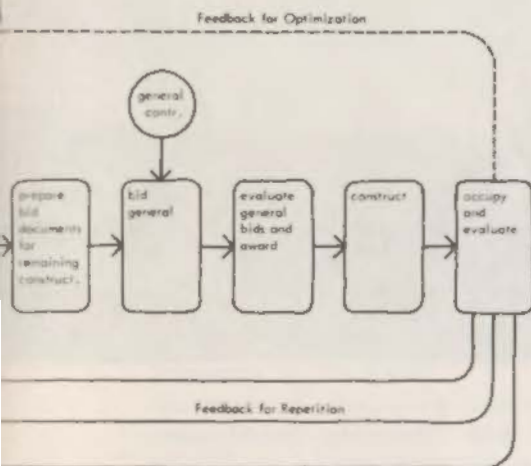 Feedback for Optimization
general
contr.
prepare
bid
documents
for
remaining
construct.
bid
general
evaluate
general
bids and
award
construct
occupy
and
evaluate
Feedback for Repetition